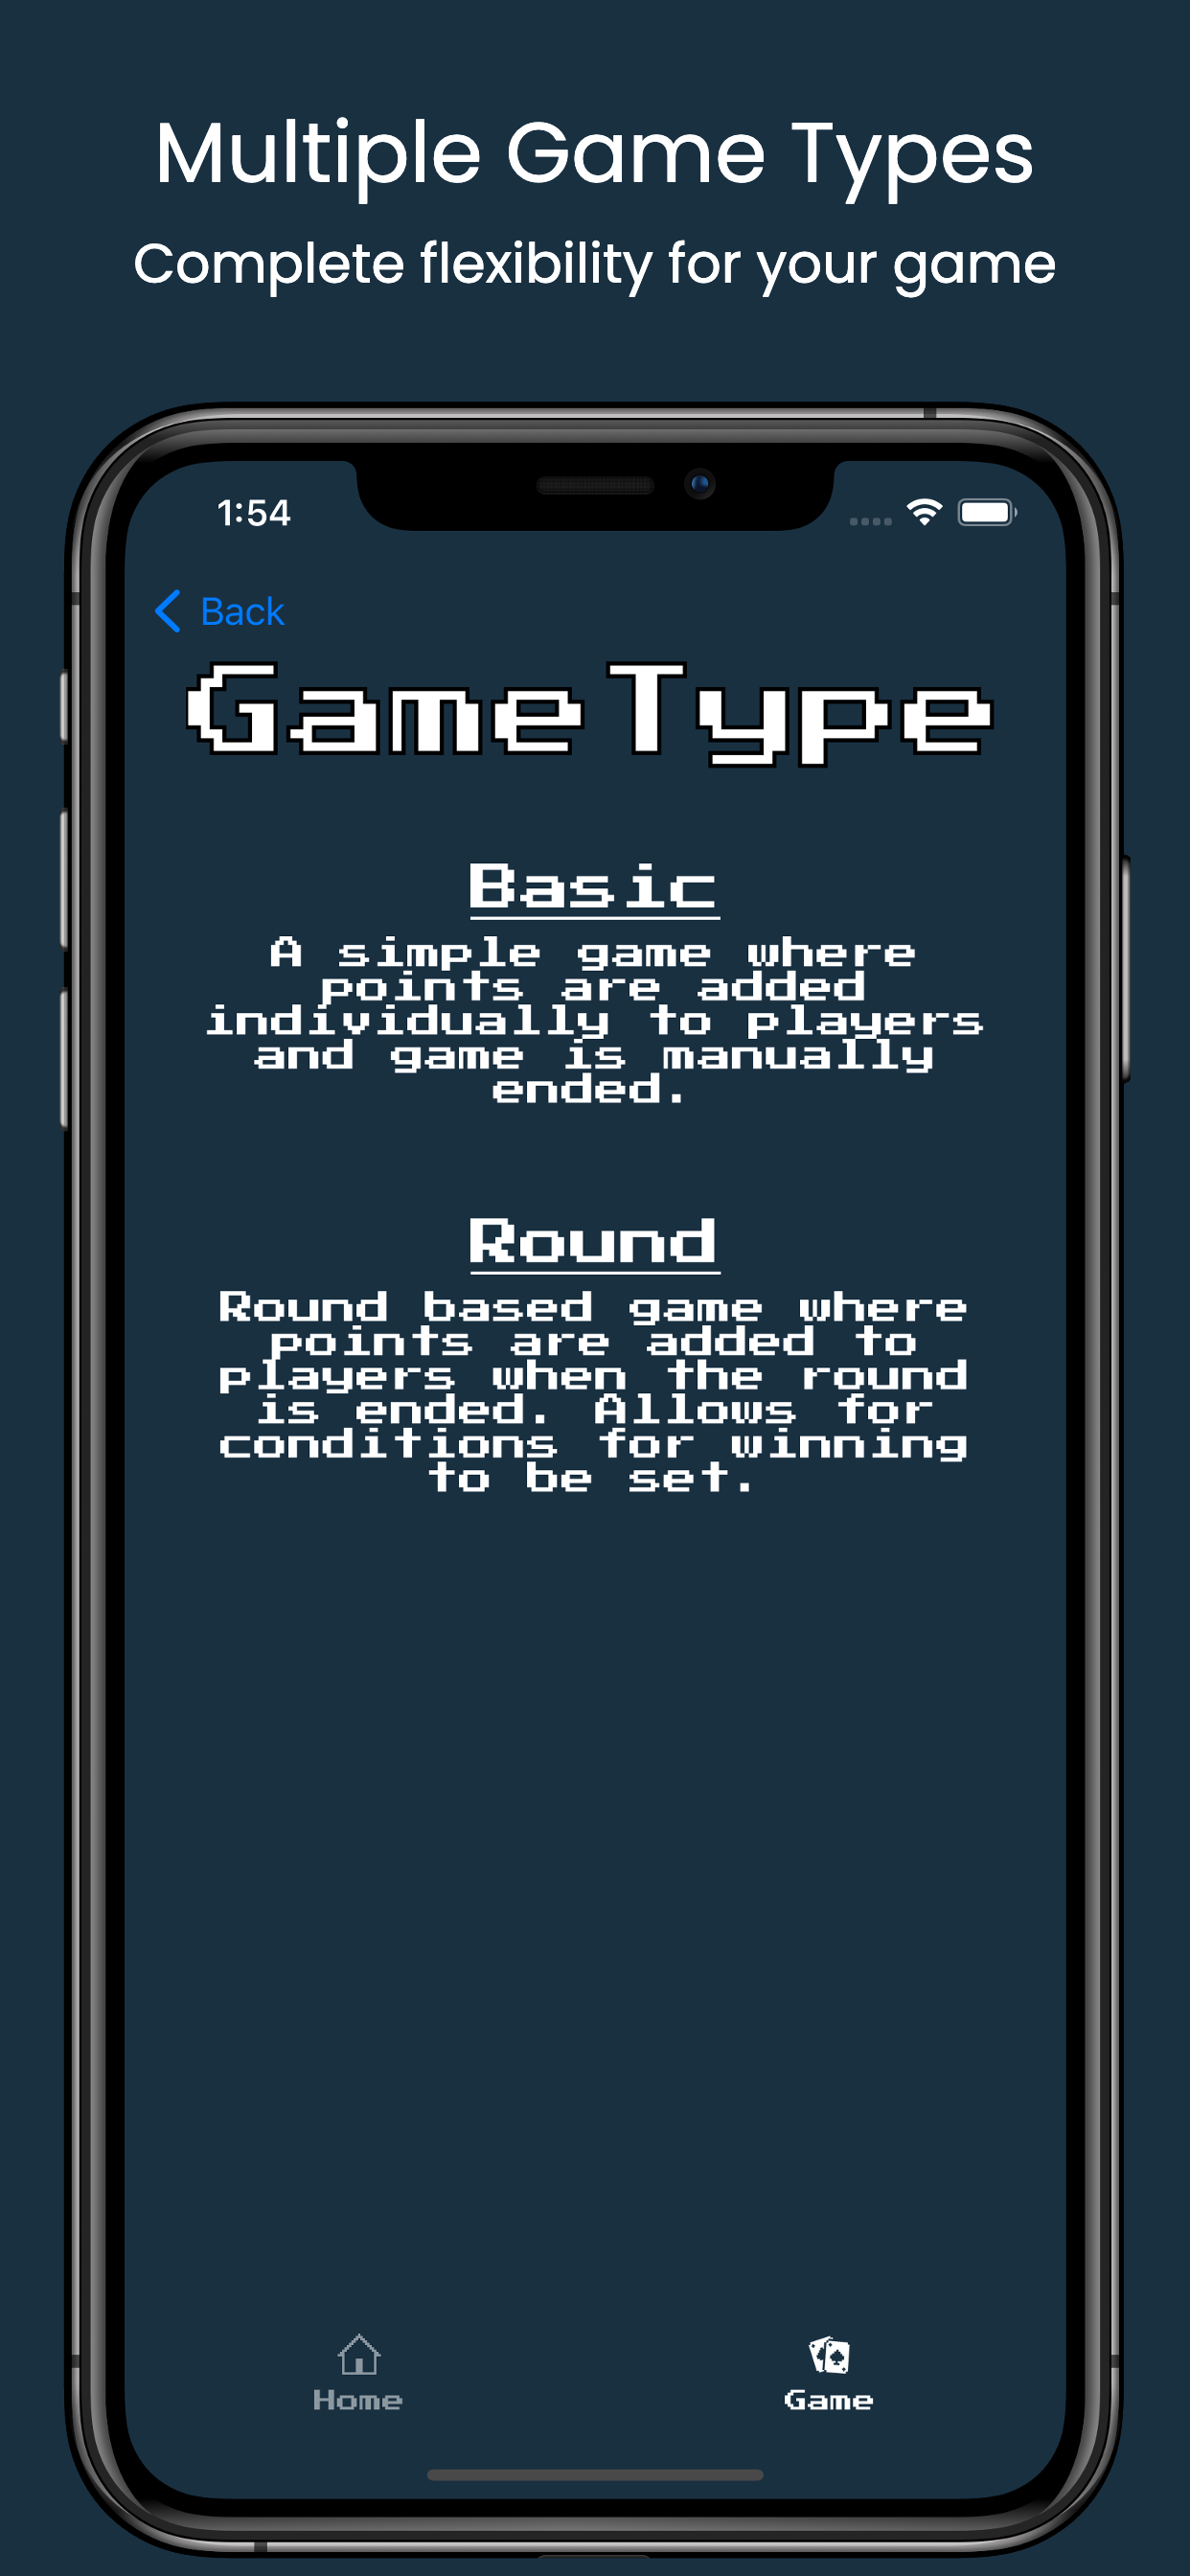 Multiple Game Types
Complete flexibility for your game
1:54
Back
Game Type
Basic
A simple game where
points are added
individually to players
and game is manually
ended.
Round
Round based game where
points are added to
players when the round
is ended. Allows for
conditions for winning
to be set.
Home
Game